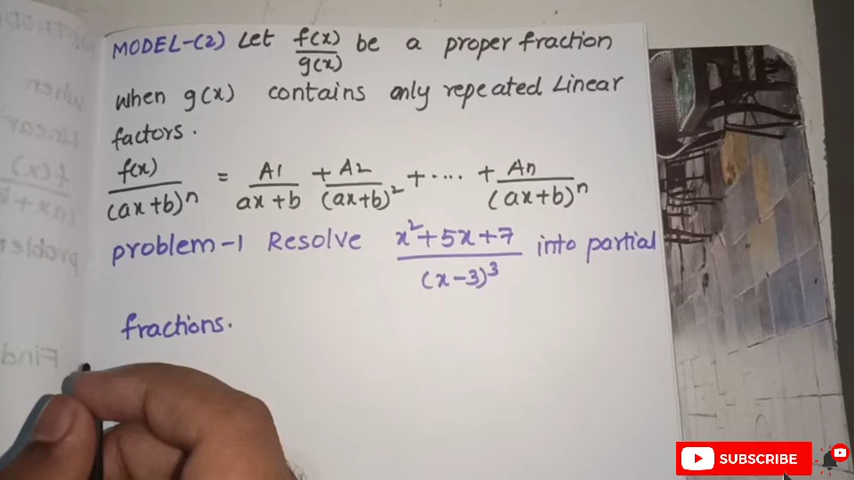 MODEL-(2) Let f(x)/g(x) be a proper fraction
when g(x) contains only repeated Linear
factors.
f(x)/(ax+b)^n = A1/(ax+b) + A2/(ax+b)^2 + .... + An/(ax+b)^n
problem-1 Resolve (x^2+5x+7)/(x-3)^3 into partial
fractions.
SUBSCRIBE